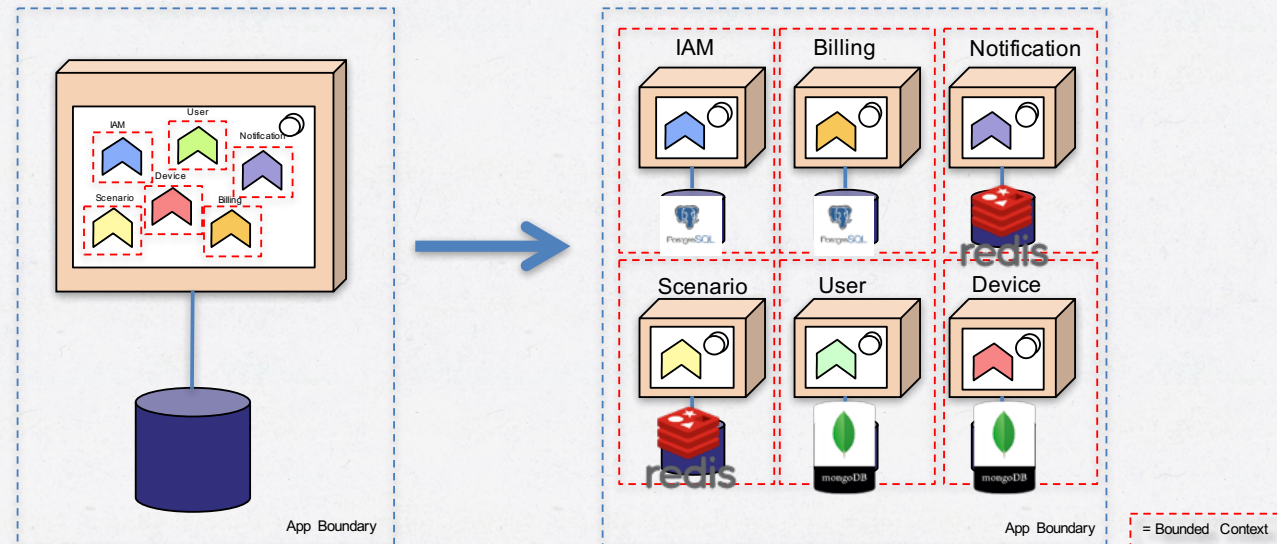 IAM
User
Notification
Device
Scenario
Billing
App Boundary
IAM
Billing
Notification
PostgreSQL
PostgreSQL
redis
Scenario
User
Device
redis
mongoDB
mongoDB
App Boundary
= Bounded Context